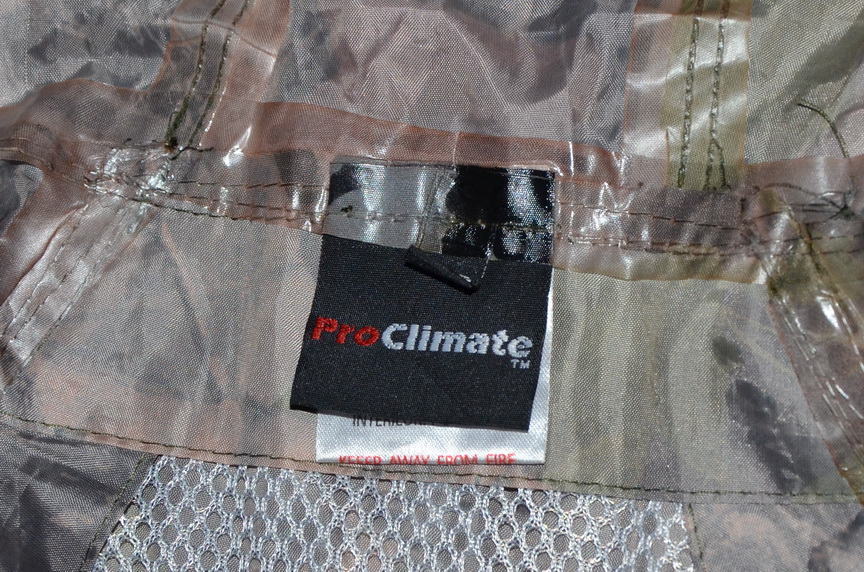 ProClimate
TM
KEEP AWAY FROM FIRE